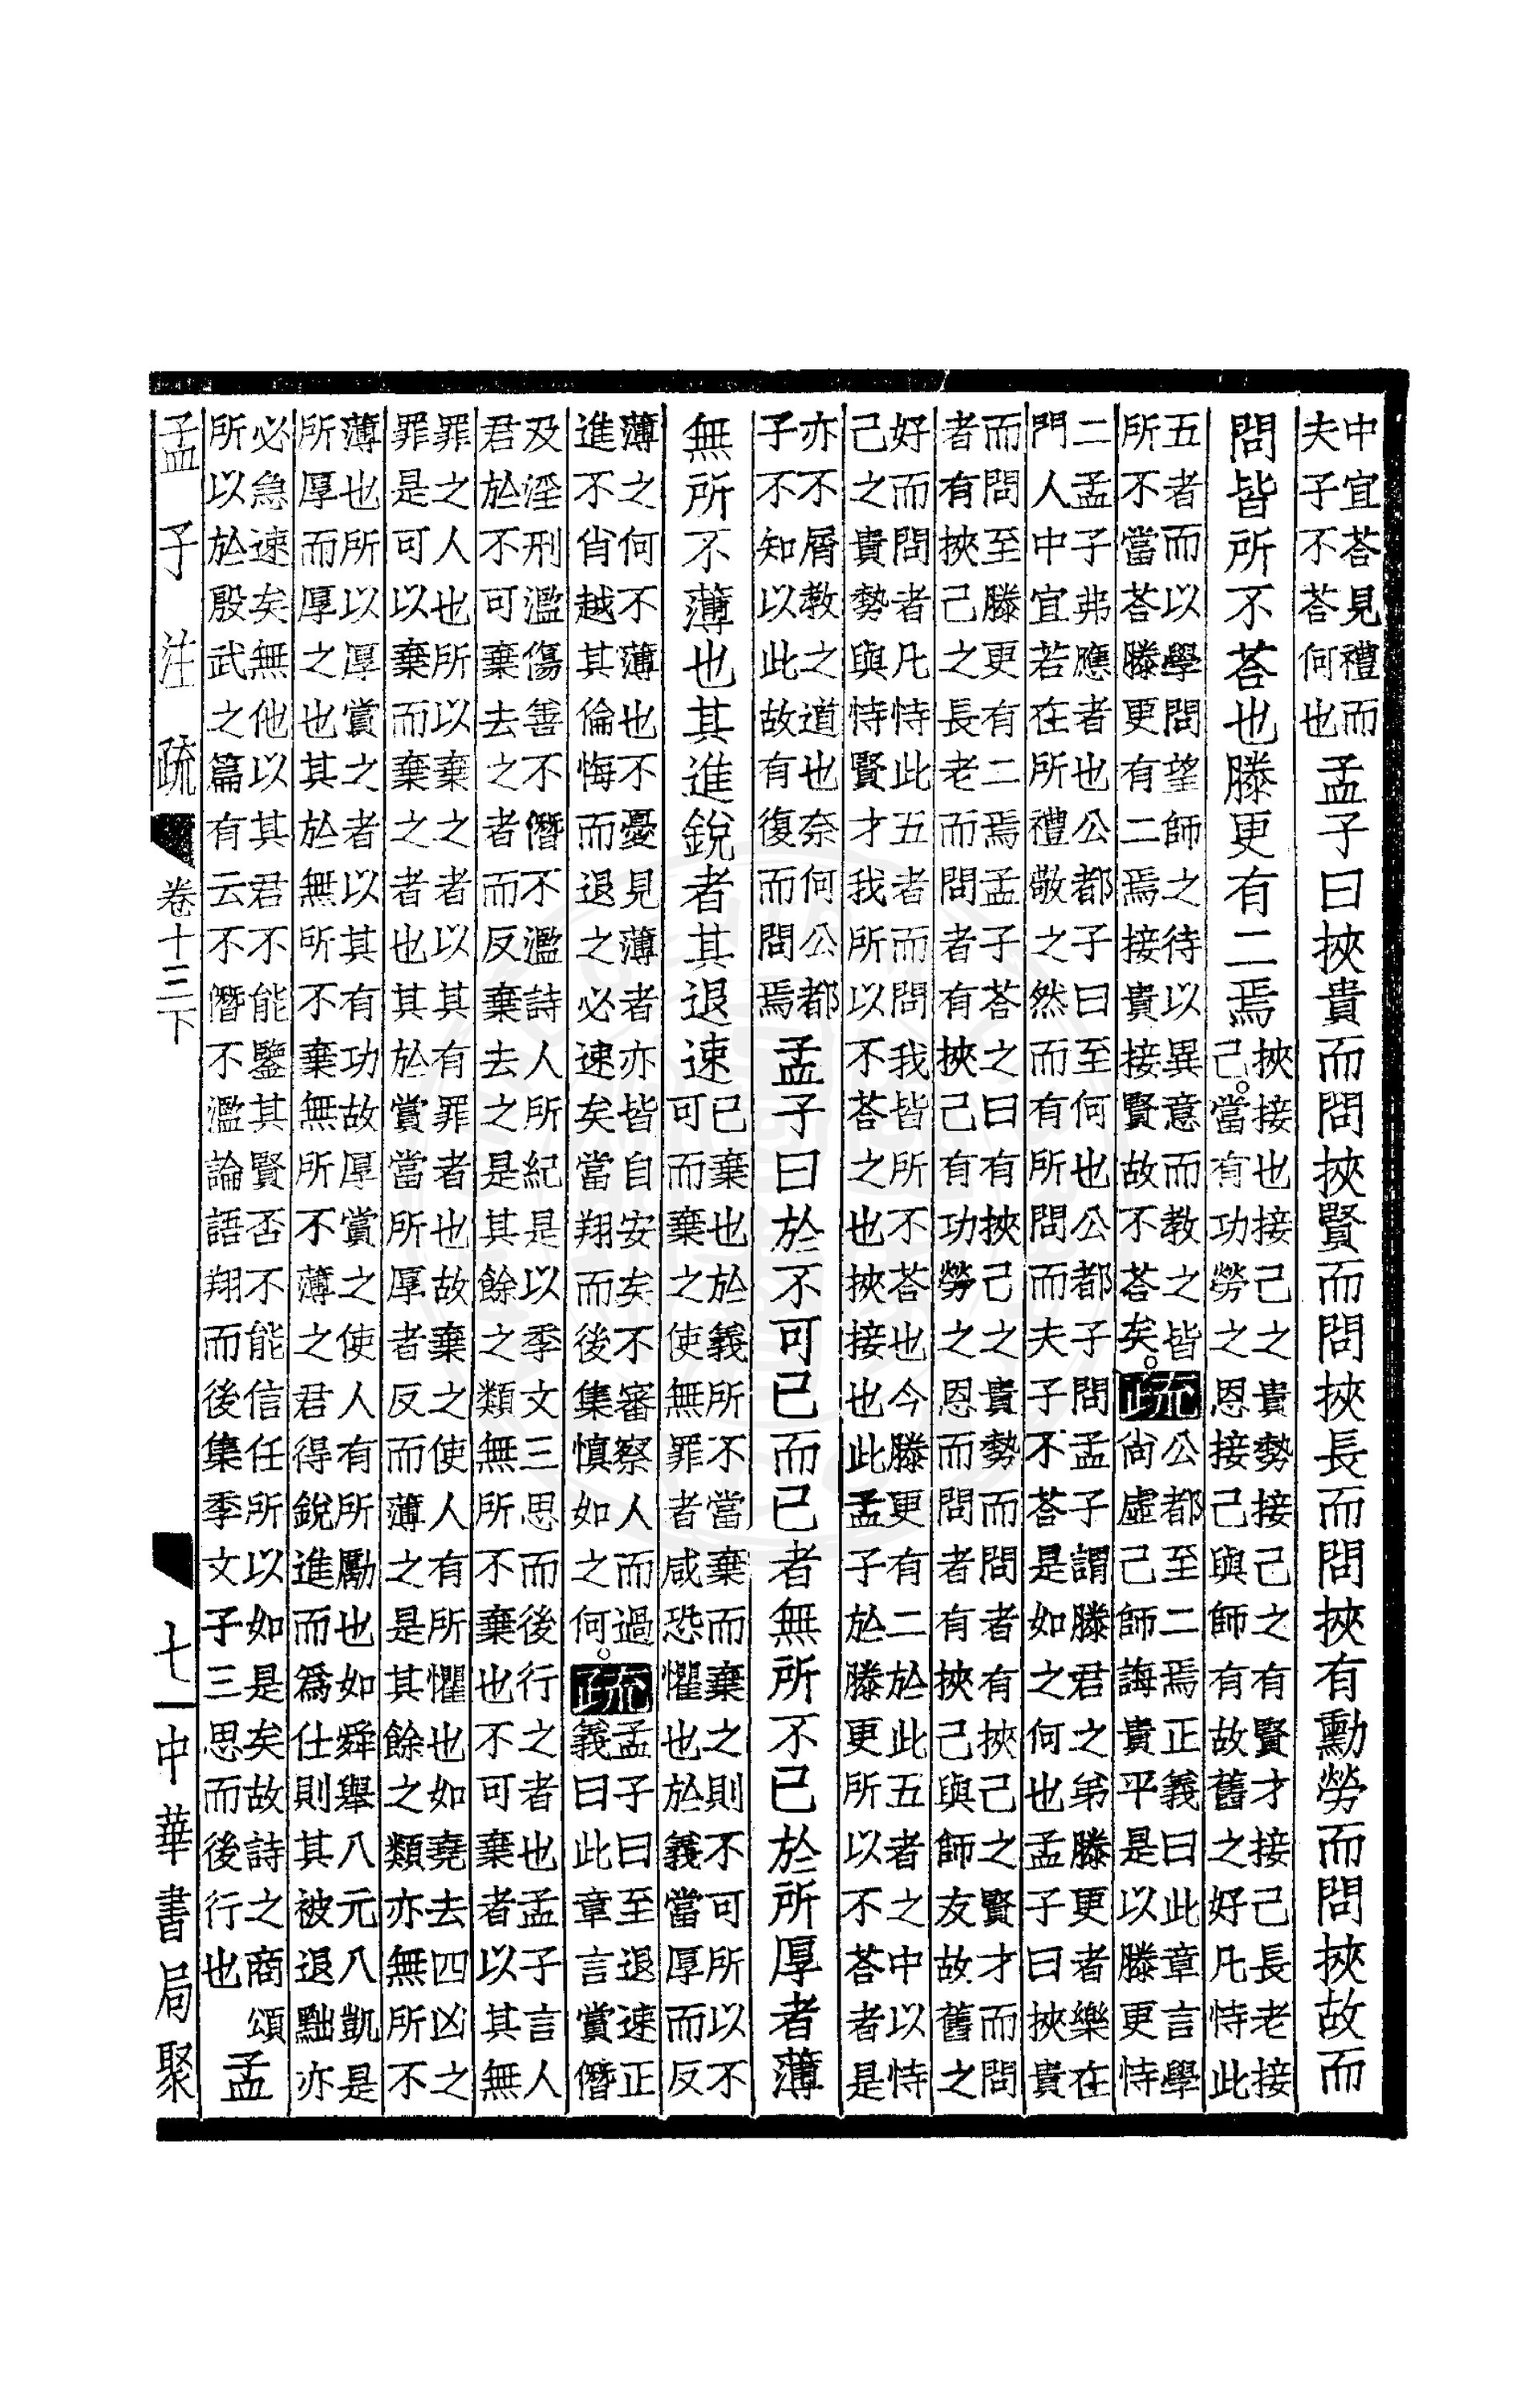 中宜荅見禮而
夫子不荅何也
孟子曰挾貴而問挾賢而問挾長而問挾有勳勞而問挾故而
問皆所不荅也滕更有二焉
挾接也接己之貴勢接己之有賢才接己長老接
己當有功勞之恩接己與師有故舊之好凡恃此
五者而以學問望師之待以異意而教之皆
所不當荅滕更有二焉接貴接賢故不荅矣
疏
公都至二焉正義曰此章言學
尚虛己師誨貴平是以滕更恃
二孟子弗應者也公都子曰至何也公都子問孟子謂滕君之弟滕更者樂在
門人中宜若在所禮敬之然而有所問而夫子不荅是如之何也孟子曰挾貴
而問至滕更有二焉孟子荅之曰有挾己之貴勢而問者有挾己之賢才而問
者有挾己之長老而問者有挾己有功勞之恩而問者有挾己與師友故舊之
好而問者凡恃此五者而問我皆所不荅也今滕更有二於此五者之中以恃
己之貴勢與恃賢才我所以不荅之也挾接也此孟子於滕更所以不荅者是
亦不屑教之道也奈何公都
子不知以此故有復而問焉
孟子曰於不可已而已者無所不已於所厚者薄
無所不薄也其進銳者其退速
已棄也於義所不當棄而棄之則不可所以不
可而棄之使無罪者咸恐懼也於義當厚而反
薄之何不薄也不憂見薄者亦皆自安矣不審察人而過
進不肖越其倫悔而退之必速矣當翔而後集慎如之何
疏
孟子曰至退速正
義曰此章言賞僭
及淫刑濫傷善不僭不濫詩人所紀是以季文三思而後行之者也孟子言人
君於不可棄去之者而反棄去之是其餘之類無所不棄也不可棄者以其無
罪之人也所以棄之者以其有罪者也故棄之使人有所懼也如堯去四凶之
罪是可以棄而棄之者也其於賞當所厚者反而薄之是其餘之類亦無所不
薄也所以厚賞之者以其有功故厚賞之使人有所勵也如舜舉八元八凱是
所厚而厚之也其於無所不棄無所不薄之君得銳進而爲仕則其被退黜亦
必急速矣無他以其君不能鑒其賢否不能信任所以如是矣故詩之商頌
所以於殷武之篇有云不僭不濫論語翔而後集季文子三思而後行也
孟
孟子注疏 卷十三下 七 中華書局聚